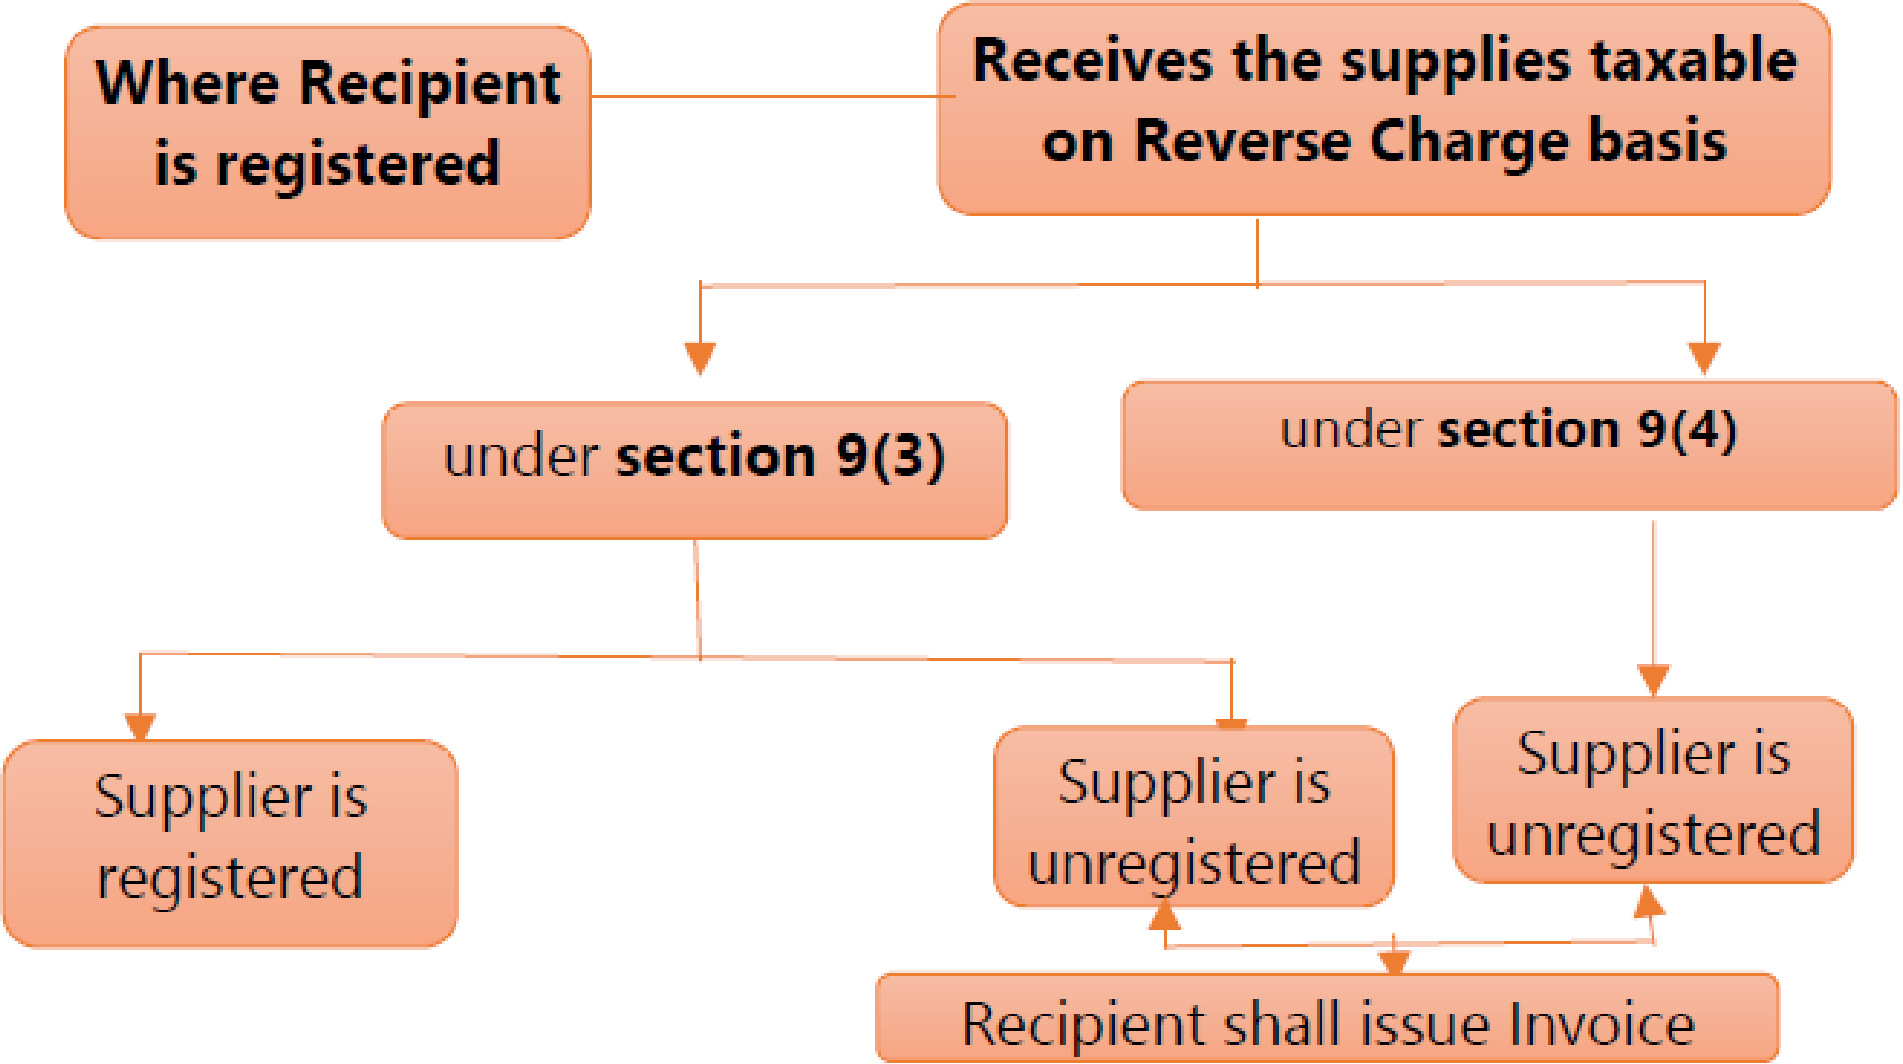 Where Recipient
is registered
Receives the supplies taxable
on Reverse Charge basis
under section 9(3)
under section 9(4)
Supplier is
registered
Supplier is
unregistered
Supplier is
unregistered
Recipient shall issue Invoice